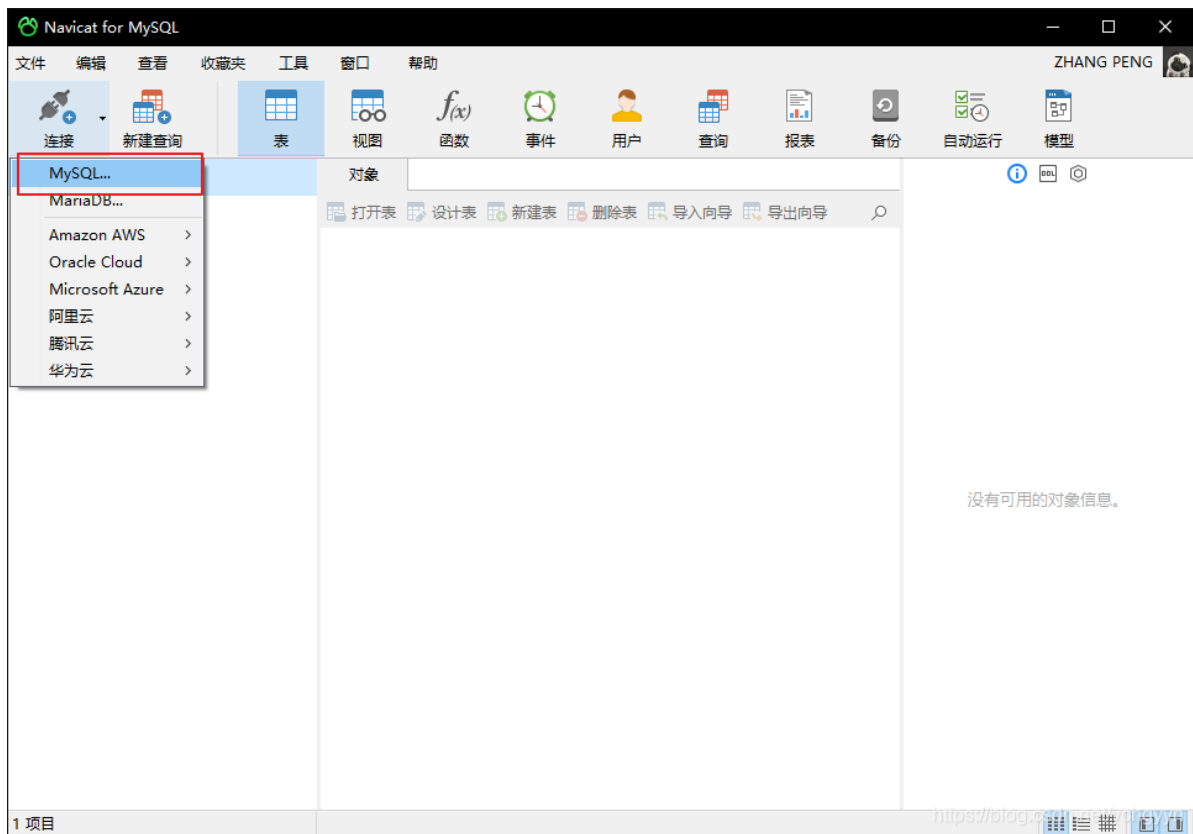 Navicat for MySQL
文件 编辑 查看 收藏夹 工具 窗口 帮助 ZHANG PENG
连接 新建查询 表 视图 函数 事件 用户 查询 报表 备份 自动运行 模型
MySQL...
MariaDB...
Amazon AWS
Oracle Cloud
Microsoft Azure
阿里云
腾讯云
华为云
对象
打开表 设计表 新建表 删除表 导入向导 导出向导
没有可用的对象信息。
1 项目